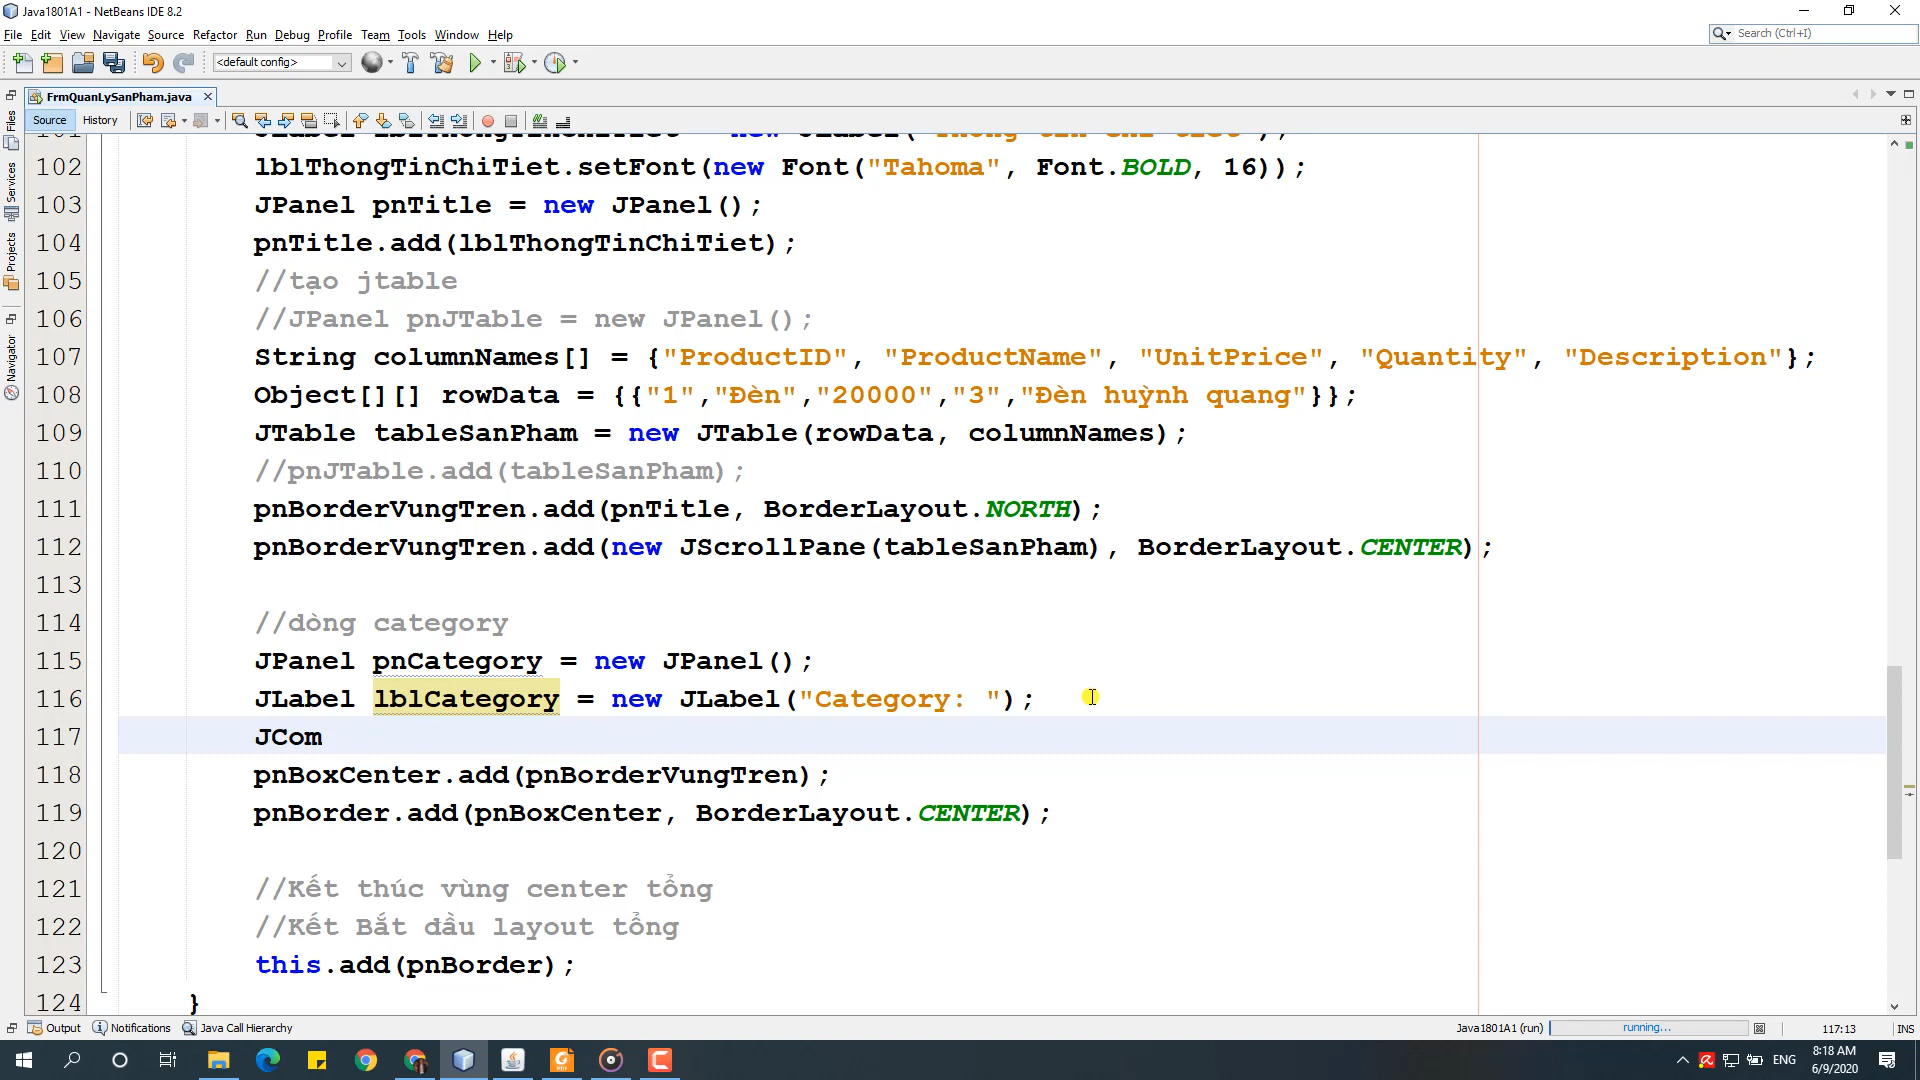 Java1801A1 - NetBeans IDE 8.2
File Edit View Navigate Source Refactor Run Debug Profile Team Tools Window Help
Search (Ctrl+I)
<default config>
FrmQuanLySanPham.java
Source History
Files
Services
Projects
Navigator
102 lblThongTinChiTiet.setFont(new Font("Tahoma", Font.BOLD, 16));
103 JPanel pnTitle = new JPanel();
104 pnTitle.add(lblThongTinChiTiet);
105 //tạo jtable
106 //JPanel pnJTable = new JPanel();
107 String columnNames[] = {"ProductID", "ProductName", "UnitPrice", "Quantity", "Description"};
108 Object[][] rowData = {{"1","Đèn","20000","3","Đèn huỳnh quang"}};
109 JTable tableSanPham = new JTable(rowData, columnNames);
110 //pnJTable.add(tableSanPham);
111 pnBorderVungTren.add(pnTitle, BorderLayout.NORTH);
112 pnBorderVungTren.add(new JScrollPane(tableSanPham), BorderLayout.CENTER);
113
114 //dòng category
115 JPanel pnCategory = new JPanel();
116 JLabel lblCategory = new JLabel("Category: ");
117 JCom
118 pnBoxCenter.add(pnBorderVungTren);
119 pnBorder.add(pnBoxCenter, BorderLayout.CENTER);
120
121 //Kết thúc vùng center tổng
122 //Kết Bắt đầu layout tổng
123 this.add(pnBorder);
124 }
Output Notifications Java Call Hierarchy
Java1801A1 (run) running... 117:13 INS
ENG
8:18 AM
6/9/2020